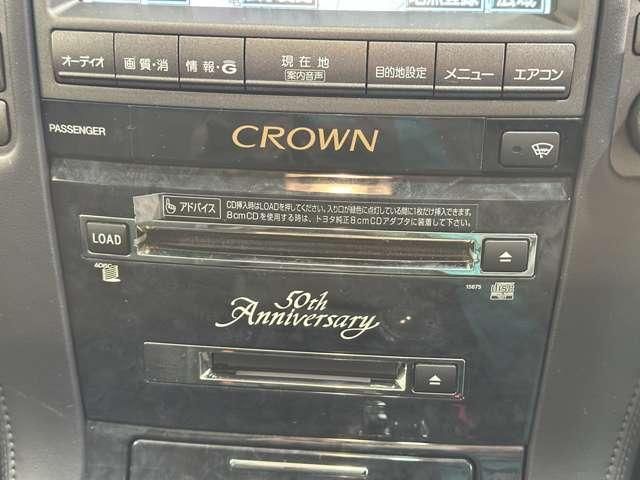 オーディオ 画質・消 情報・G 現在地 目的地設定 メニュー エアコン
案内音声
PASSENGER CROWN
アドバイス CD挿入時はLOADを押してください。入り口が緑色に点灯している間に1枚だけ挿入できます。
8cmCDを使用する時は、トヨタ純正8cmCDアダプタに装着して下さい。
LOAD
6DISC
15675
50th
Anniversary